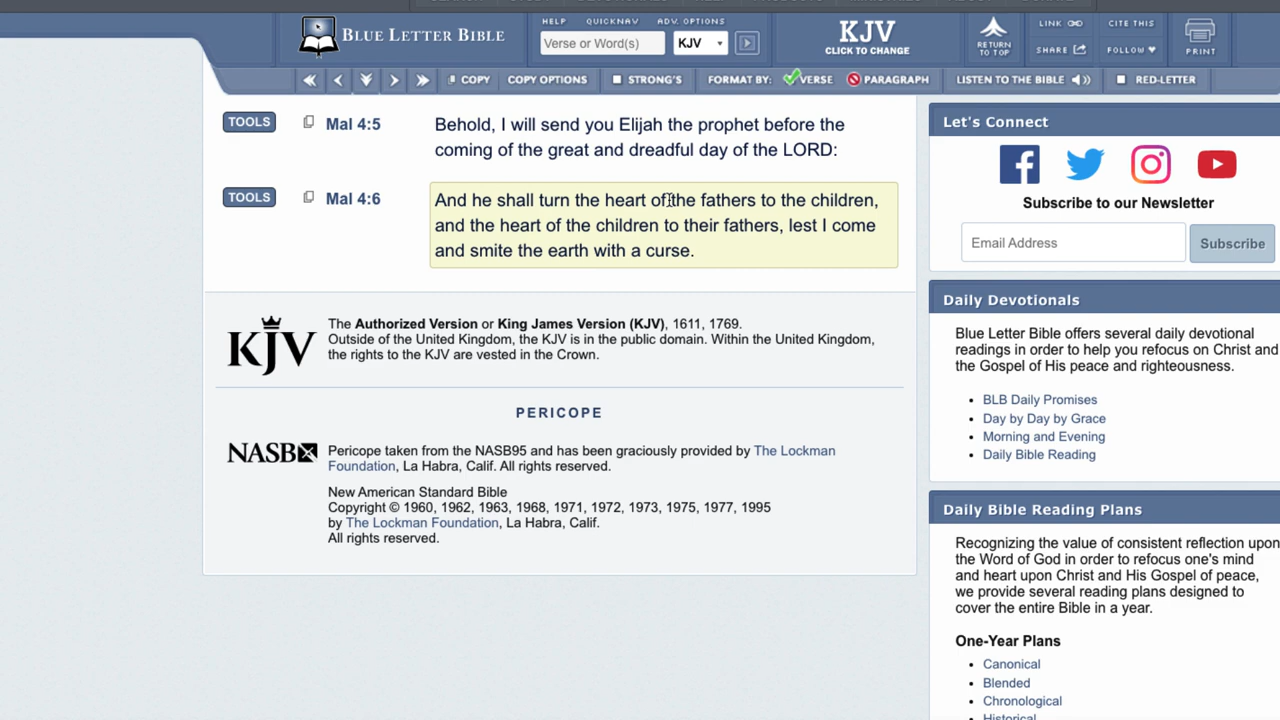 BLUE LETTER BIBLE
HELP QUICKNAV ADV. OPTIONS
Verse or Word(s) KJV
KJV
CLICK TO CHANGE
RETURN
TO TOP
LINK
CITE THIS
SHARE
FOLLOW
PRINT
COPY COPY OPTIONS STRONG'S FORMAT BY: VERSE PARAGRAPH LISTEN TO THE BIBLE RED-LETTER
TOOLS Mal 4:5 Behold, I will send you Elijah the prophet before the
coming of the great and dreadful day of the LORD:
TOOLS Mal 4:6 And he shall turn the heart of the fathers to the children,
and the heart of the children to their fathers, lest I come
and smite the earth with a curse.
KJV
The Authorized Version or King James Version (KJV), 1611, 1769.
Outside of the United Kingdom, the KJV is in the public domain. Within the United Kingdom,
the rights to the KJV are vested in the Crown.
PERICOPE
NASB
Pericope taken from the NASB95 and has been graciously provided by The Lockman
Foundation, La Habra, Calif. All rights reserved.
New American Standard Bible
Copyright © 1960, 1962, 1963, 1968, 1971, 1972, 1973, 1975, 1977, 1995
by The Lockman Foundation, La Habra, Calif.
All rights reserved.
Let's Connect
Subscribe to our Newsletter
Email Address Subscribe
Daily Devotionals
Blue Letter Bible offers several daily devotional
readings in order to help you refocus on Christ and
the Gospel of His peace and righteousness.
BLB Daily Promises
Day by Day by Grace
Morning and Evening
Daily Bible Reading
Daily Bible Reading Plans
Recognizing the value of consistent reflection upon
the Word of God in order to refocus one's mind
and heart upon Christ and His Gospel of peace,
we provide several reading plans designed to
cover the entire Bible in a year.
One-Year Plans
Canonical
Blended
Chronological
Historical